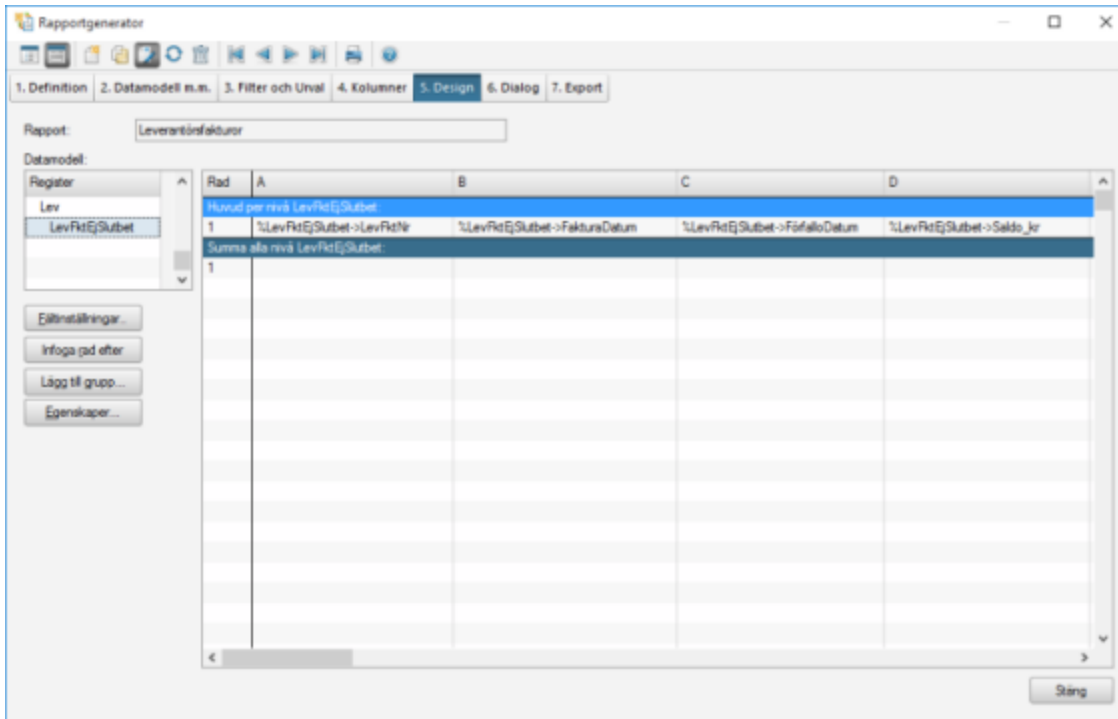 Rapportgenerator
1. Definition 2. Datamodell m.m. 3. Filter och Urval 4. Kolumner 5. Design 6. Dialog 7. Export
Rapport: Leverantörsfakturor
Datamodell:
Register Rad A B C D
Lev Huvud per nivå LevFktEjSlutbet:
LevFktEjSlutbet 1 %LevFktEjSlutbet->LevFktNr %LevFktEjSlutbet->FakturaDatum %LevFktEjSlutbet->FörfalloDatum %LevFktEjSlutbet->Saldo_kr
Summa alla nivå LevFktEjSlutbet:
1
Fältinställningar...
Infoga rad efter
Lägg till grupp...
Egenskaper...
Stäng